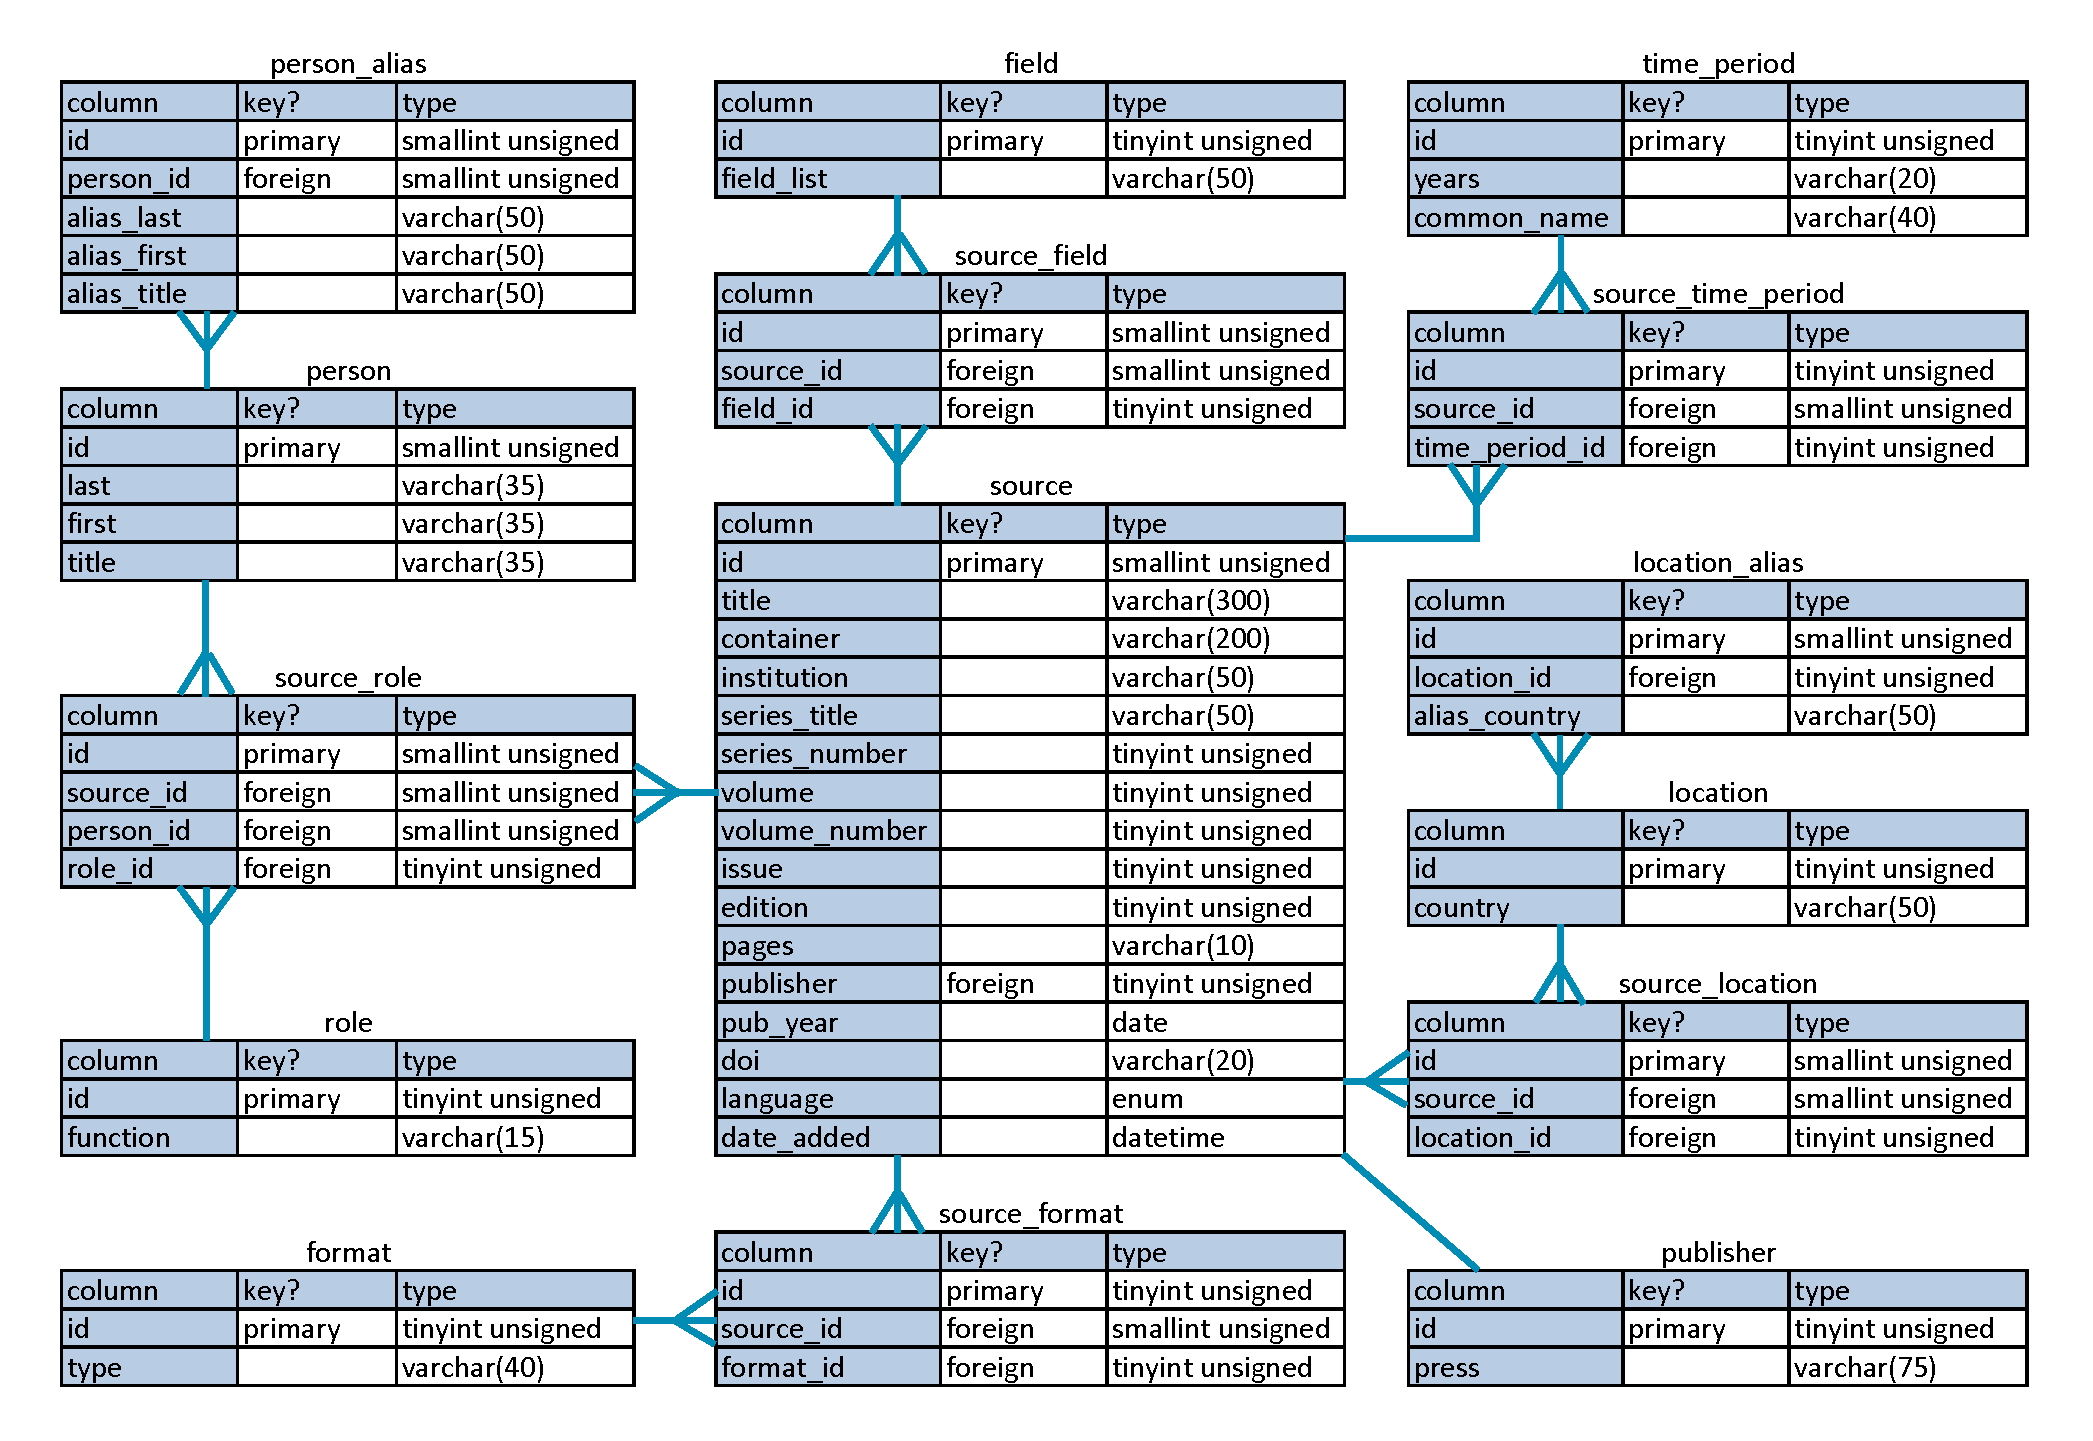 person_alias
column key? type
id primary smallint unsigned
person_id foreign smallint unsigned
alias_last varchar(50)
alias_first varchar(50)
alias_title varchar(50)
person
column key? type
id primary smallint unsigned
last varchar(35)
first varchar(35)
title varchar(35)
source_role
column key? type
id primary smallint unsigned
source_id foreign smallint unsigned
person_id foreign smallint unsigned
role_id foreign tinyint unsigned
role
column key? type
id primary tinyint unsigned
function varchar(15)
format
column key? type
id primary tinyint unsigned
type varchar(40)
field
column key? type
id primary tinyint unsigned
field_list varchar(50)
source_field
column key? type
id primary smallint unsigned
source_id foreign smallint unsigned
field_id foreign tinyint unsigned
source
column key? type
id primary smallint unsigned
title varchar(300)
container varchar(200)
institution varchar(50)
series_title varchar(50)
series_number tinyint unsigned
volume tinyint unsigned
volume_number tinyint unsigned
issue tinyint unsigned
edition tinyint unsigned
pages varchar(10)
publisher foreign tinyint unsigned
pub_year date
doi varchar(20)
language enum
date_added datetime
source_format
column key? type
id primary tinyint unsigned
source_id foreign smallint unsigned
format_id foreign tinyint unsigned
time_period
column key? type
id primary tinyint unsigned
years varchar(20)
common_name varchar(40)
source_time_period
column key? type
id primary tinyint unsigned
source_id foreign smallint unsigned
time_period_id foreign tinyint unsigned
location_alias
column key? type
id primary smallint unsigned
location_id foreign tinyint unsigned
alias_country varchar(50)
location
column key? type
id primary tinyint unsigned
country varchar(50)
source_location
column key? type
id primary smallint unsigned
source_id foreign smallint unsigned
location_id foreign tinyint unsigned
publisher
column key? type
id primary tinyint unsigned
press varchar(75)